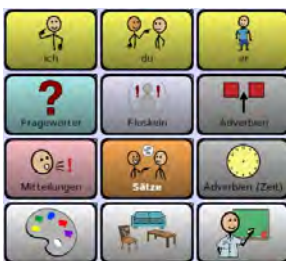 ich
du
er
Fragewörter
Floskeln
Adverbien
Mitteilungen
Sätze
Adverbien (Zeit)